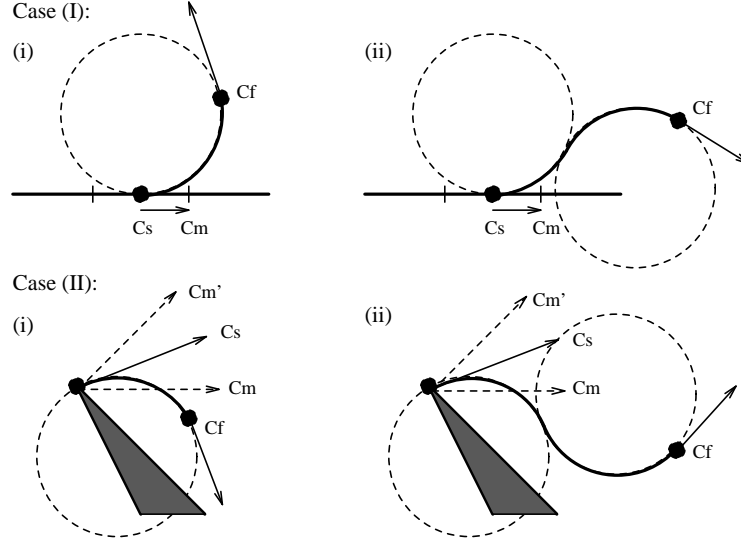 Case (I):
(i)
Cf
Cs
Cm
(ii)
Cf
Cs
Cm
Case (II):
(i)
Cm'
Cs
Cm
Cf
(ii)
Cm'
Cs
Cm
Cf